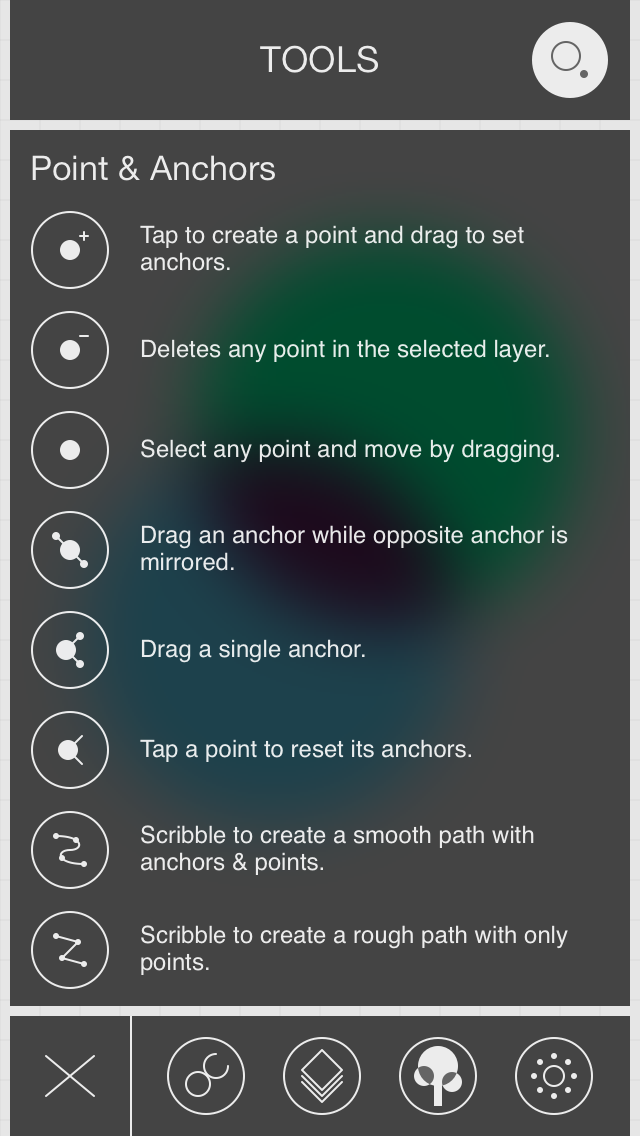 TOOLS
Point & Anchors
Tap to create a point and drag to set
anchors.
Deletes any point in the selected layer.
Select any point and move by dragging.
Drag an anchor while opposite anchor is
mirrored.
Drag a single anchor.
Tap a point to reset its anchors.
Scribble to create a smooth path with
anchors & points.
Scribble to create a rough path with only
points.